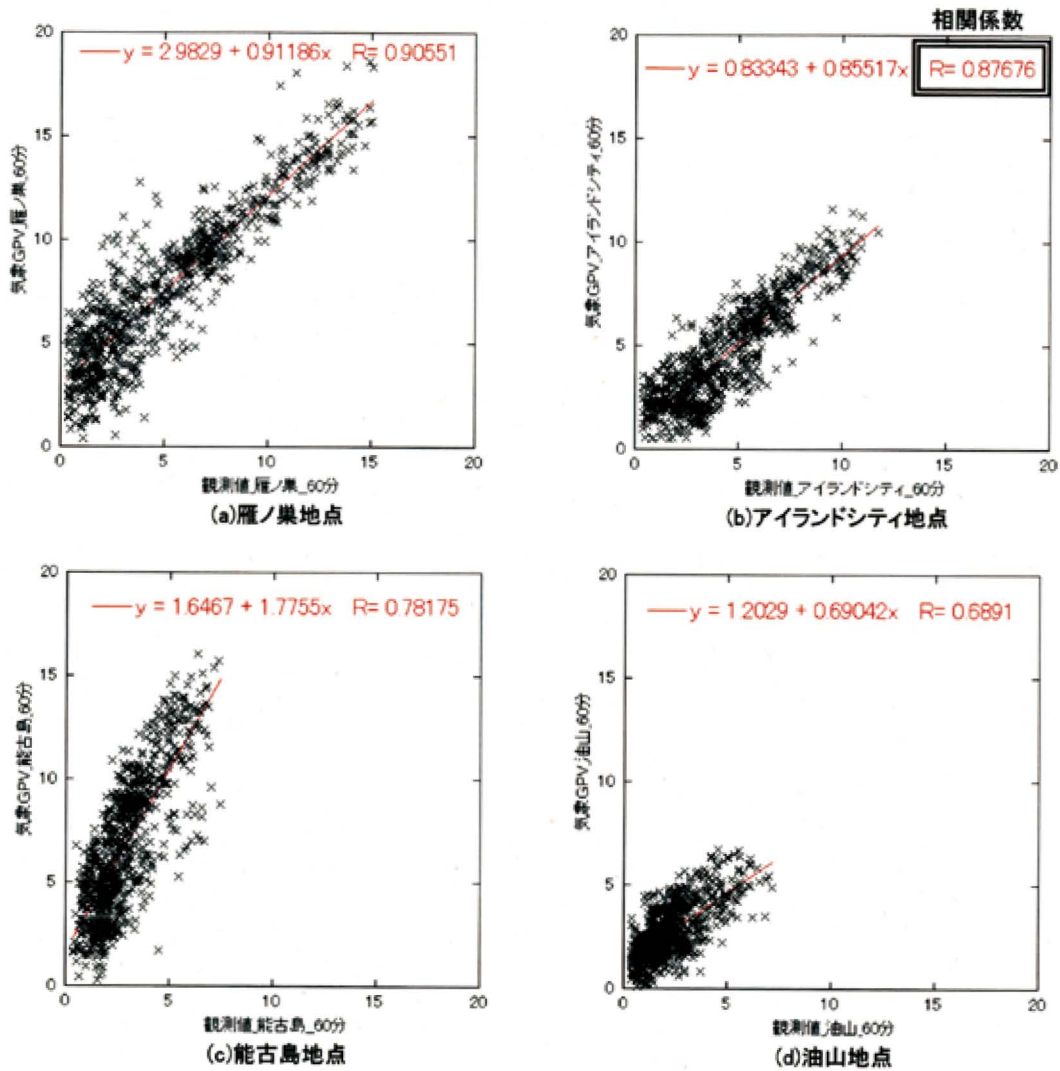 相関係数
20
15
10
5
0
気象GPV_雁ノ巣_60分
y = 2.9829 + 0.91186x R= 0.90551
0 5 10 15 20
観測値_雁ノ巣_60分
(a)雁ノ巣地点
20
15
10
5
0
気象GPV_アイランドシティ_60分
y = 0.83343 + 0.85517x R= 0.87676
0 5 10 15 20
観測値_アイランドシティ_60分
(b)アイランドシティ地点
20
15
10
5
0
気象GPV_能古島_60分
y = 1.6467 + 1.7755x R= 0.78175
0 5 10 15 20
観測値_能古島_60分
(c)能古島地点
20
15
10
5
0
気象GPV_油山_60分
y = 1.2029 + 0.69042x R= 0.6891
0 5 10 15 20
観測値_油山_60分
(d)油山地点